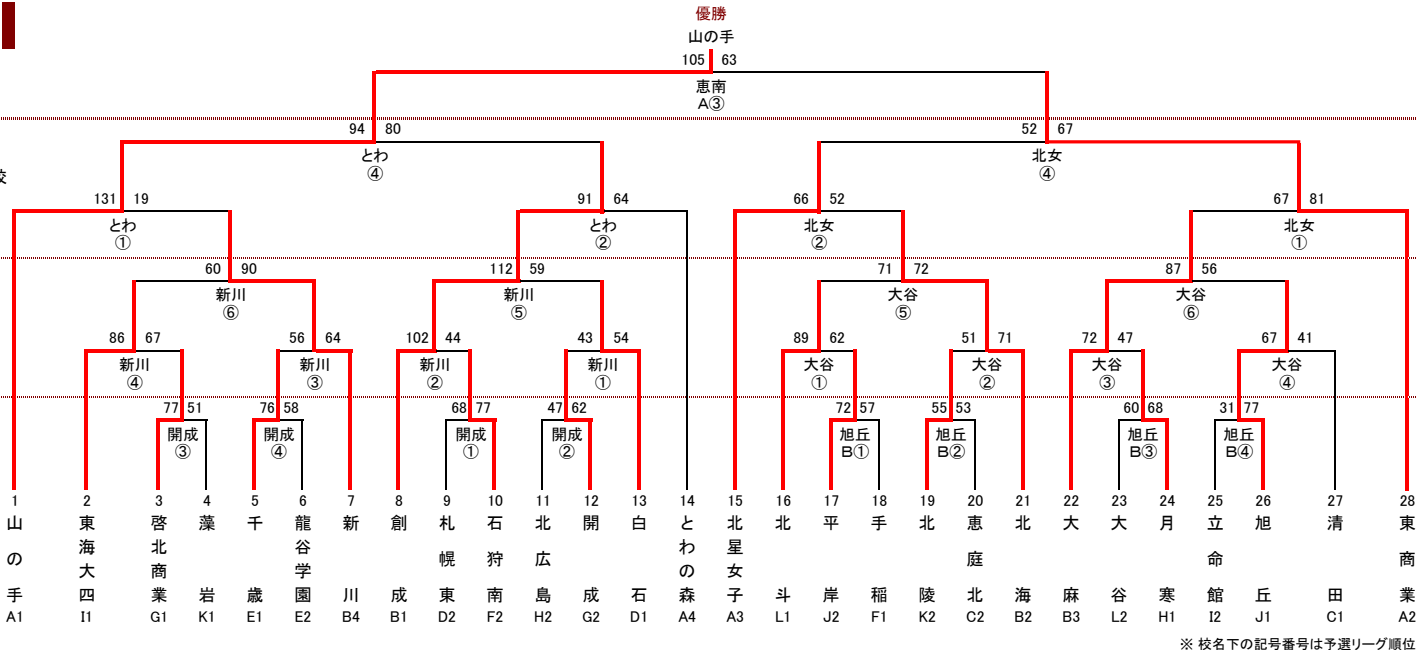 優勝
山の手
105 63
恵南
A③
94 80 52 67
とわ 北女
④ ④
校
131 19 91 64 66 52 67 81
とわ とわ 北女 北女
① ② ② ①
60 90 112 59 71 72 87 56
新川 新川 大谷 大谷
⑥ ⑤ ⑤ ⑥
86 67 56 64 102 44 43 54 89 62 51 71 72 47 67 41
新川 新川 新川 新川 大谷 大谷 大谷 大谷
④ ③ ② ① ① ② ③ ④
77 51 76 58 68 77 47 62 72 57 55 53 60 68 31 77
開成 開成 開成 開成 旭丘 旭丘 旭丘 旭丘
③ ④ ① ② B① B② B③ B④
1 2 3 4 5 6 7 8 9 10 11 12 13 14 15 16 17 18 19 20 21 22 23 24 25 26 27 28
山の手 東海大四 啓北商業 藻岩 千歳 龍谷学園 新川 創成 札幌東 石狩南 北広島 開成 白石 とわの森 北星女子 北斗 平岸 手稲 北陵 恵庭北 北海 大麻 大谷 月寒 立命館 旭丘 清田 東商業
A1 I1 G1 K1 E1 E2 B4 B1 D2 F2 H2 G2 D1 A4 A3 L1 J2 F1 K2 C2 B2 B3 L2 H1 I2 J1 C1 A2
※ 校名下の記号番号は予選リーグ順位